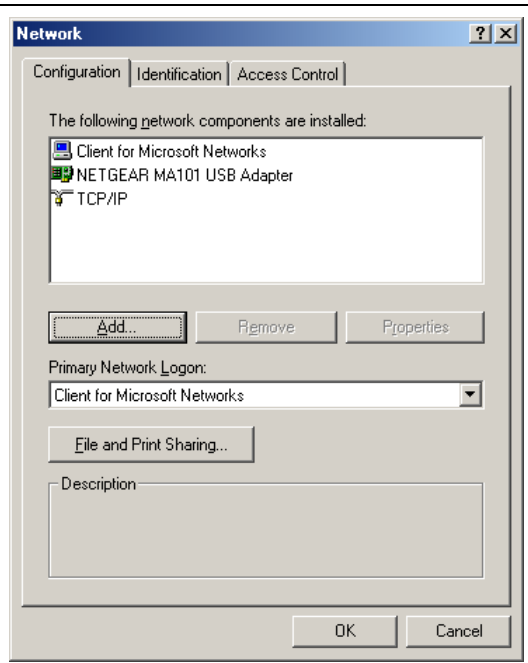 Network
Configuration Identification Access Control
The following network components are installed:
Client for Microsoft Networks
NETGEAR MA101 USB Adapter
TCP/IP
Add... Remove Properties
Primary Network Logon:
Client for Microsoft Networks
File and Print Sharing...
Description
OK Cancel